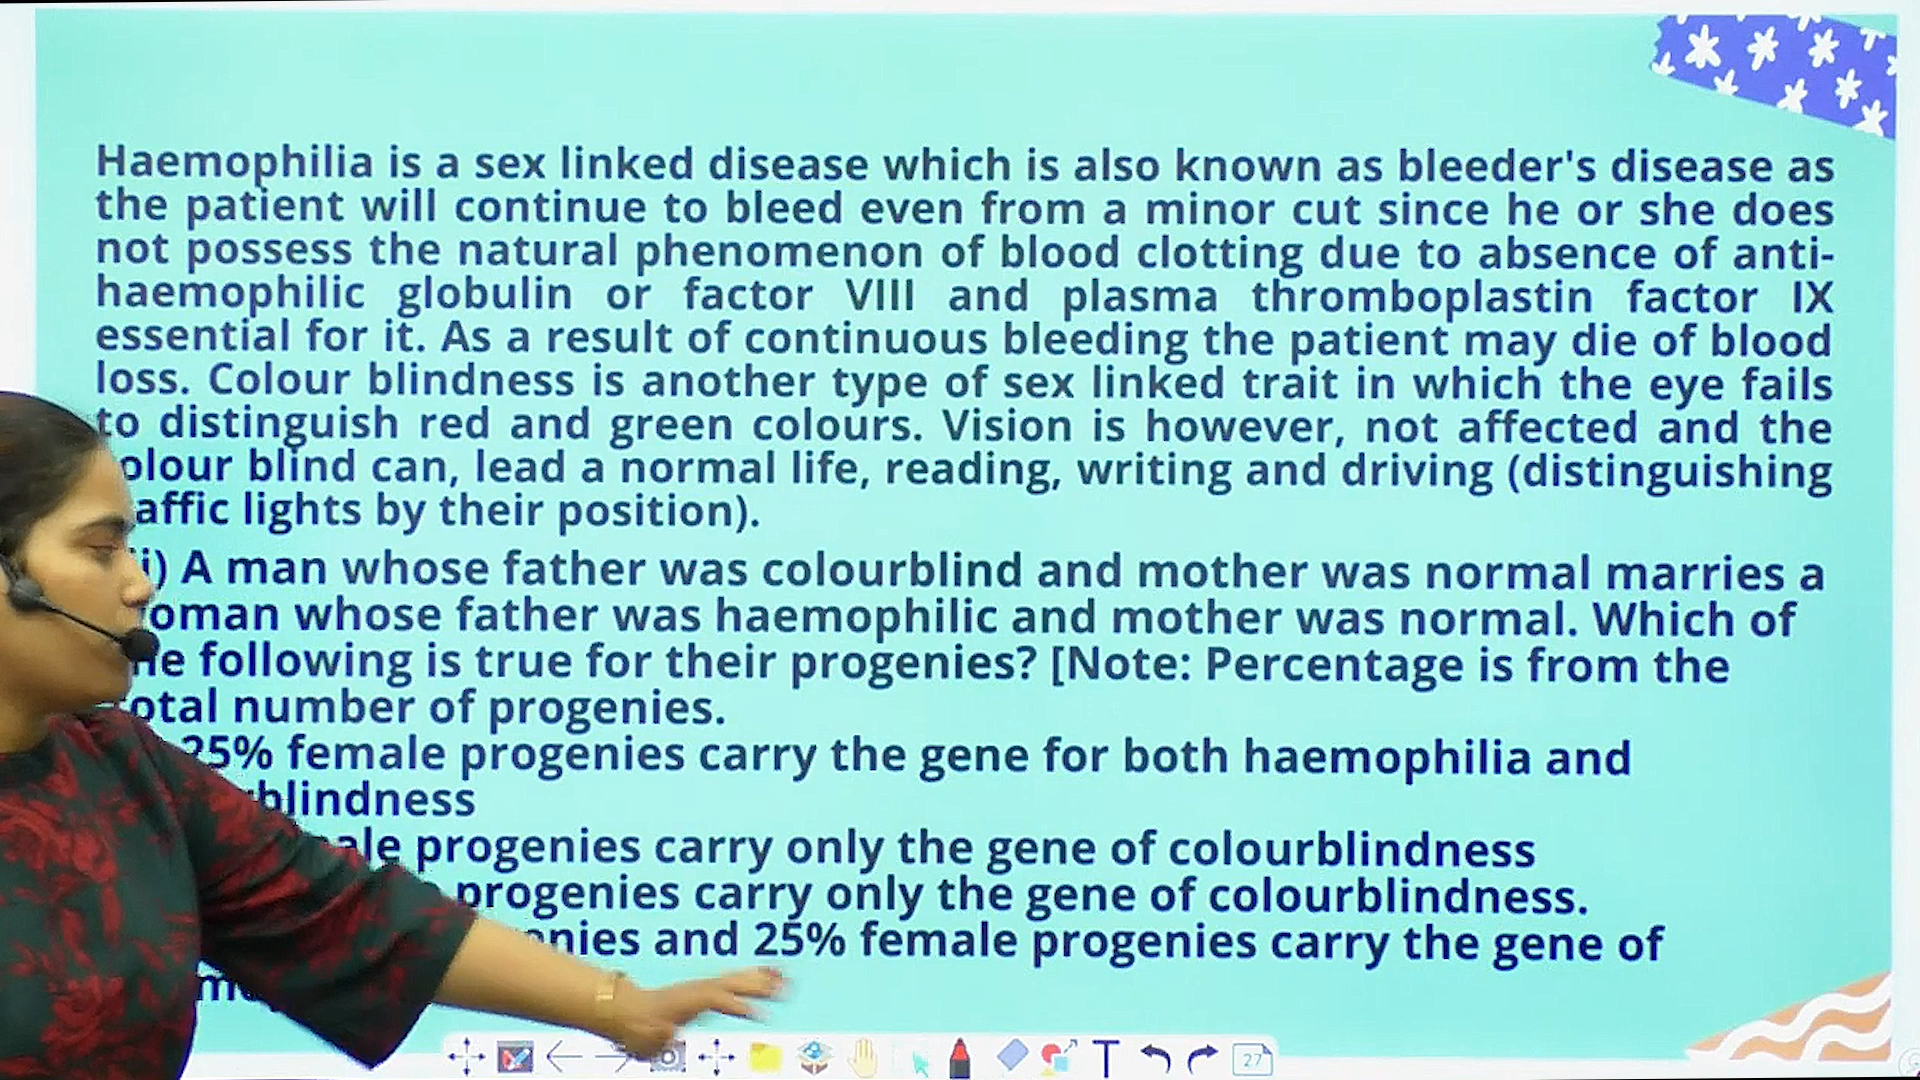 Haemophilia is a sex linked disease which is also known as bleeder's disease as
the patient will continue to bleed even from a minor cut since he or she does
not possess the natural phenomenon of blood clotting due to absence of anti-
haemophilic globulin or factor VIII and plasma thromboplastin factor IX
essential for it. As a result of continuous bleeding the patient may die of blood
loss. Colour blindness is another type of sex linked trait in which the eye fails
to distinguish red and green colours. Vision is however, not affected and the
olour blind can, lead a normal life, reading, writing and driving (distinguishing
affic lights by their position).
i) A man whose father was colourblind and mother was normal marries a
oman whose father was haemophilic and mother was normal. Which of
he following is true for their progenies? [Note: Percentage is from the
otal number of progenies.
25% female progenies carry the gene for both haemophilia and
blindness
ale progenies carry only the gene of colourblindness
progenies carry only the gene of colourblindness.
nies and 25% female progenies carry the gene of
27